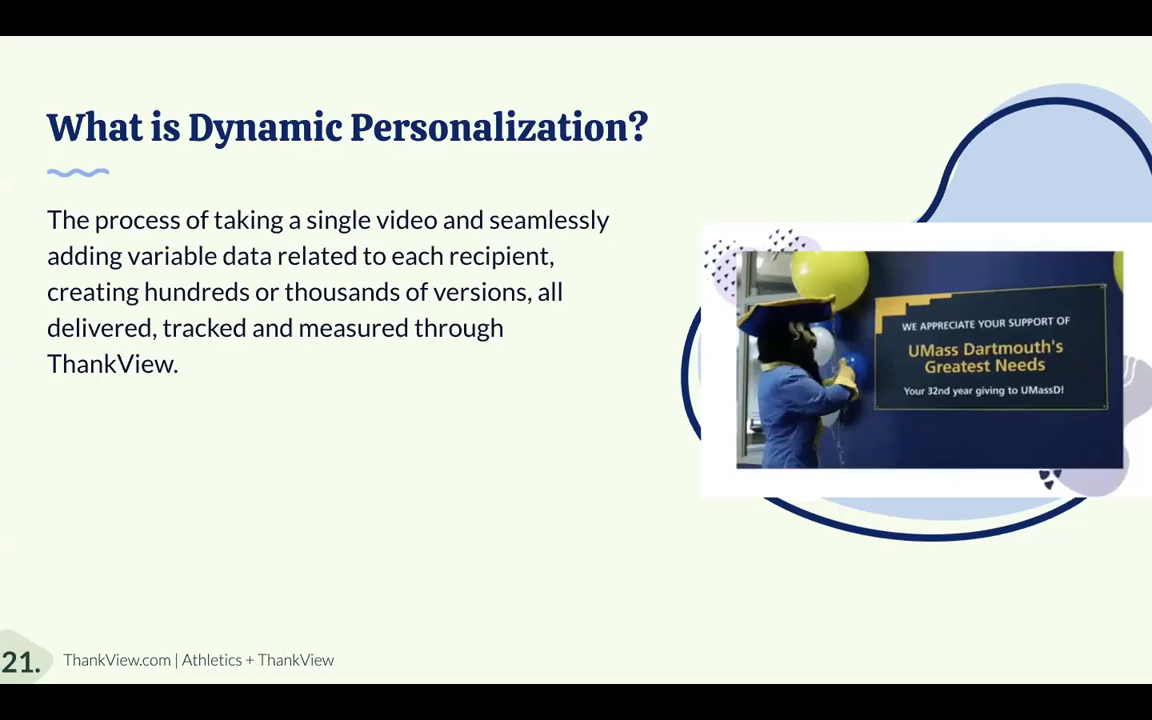 What is Dynamic Personalization?
The process of taking a single video and seamlessly
adding variable data related to each recipient,
creating hundreds or thousands of versions, all
delivered, tracked and measured through
ThankView.
WE APPRECIATE YOUR SUPPORT OF
UMass Dartmouth's
Greatest Needs
Your 32nd year giving to UMassD!
21.
ThankView.com | Athletics + ThankView